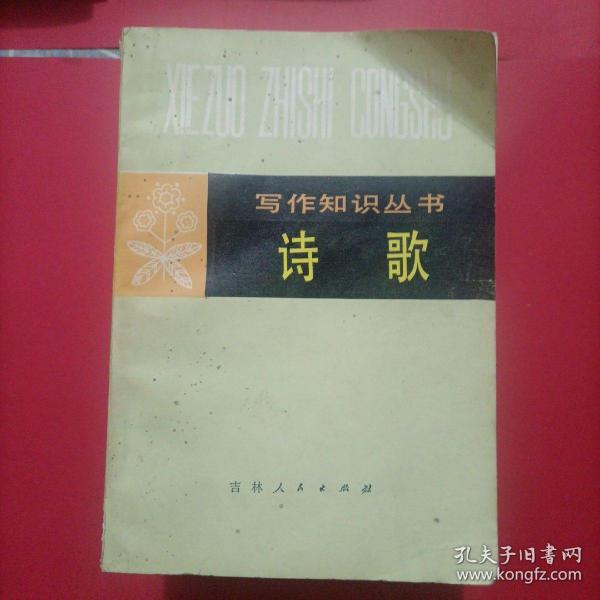 XIEZUO ZHISHI CONGSHU
写作知识丛书
诗歌
吉林人民出版社
孔夫子旧书网
www.kongfz.com